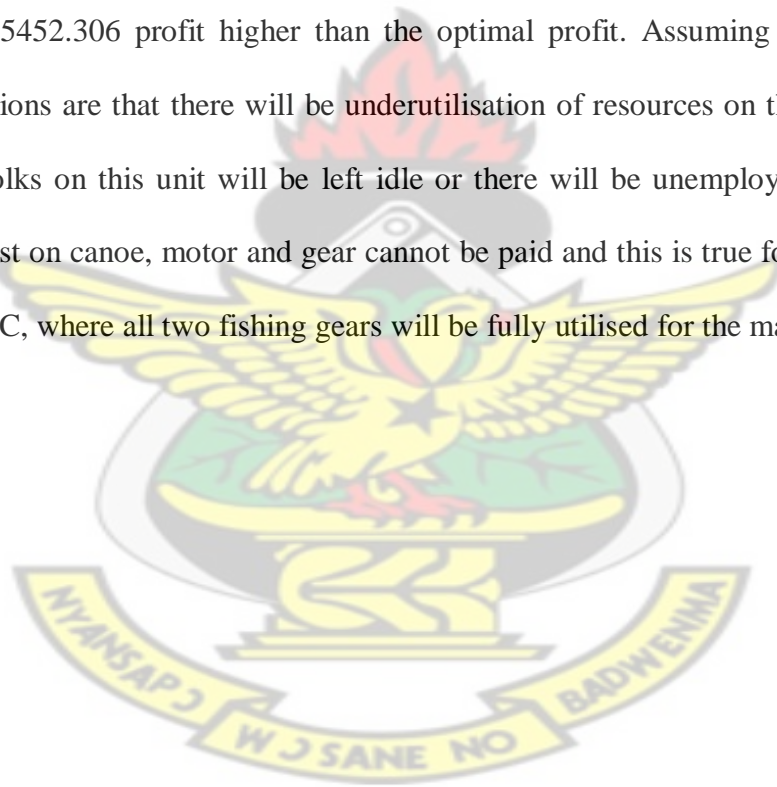 5452.306 profit higher than the optimal profit. Assuming
ions are that there will be underutilisation of resources on th
olks on this unit will be left idle or there will be unemploy
st on canoe, motor and gear cannot be paid and this is true fo
C, where all two fishing gears will be fully utilised for the ma
NYANSAPƆ
WƆ SANE NO
BADWENMA